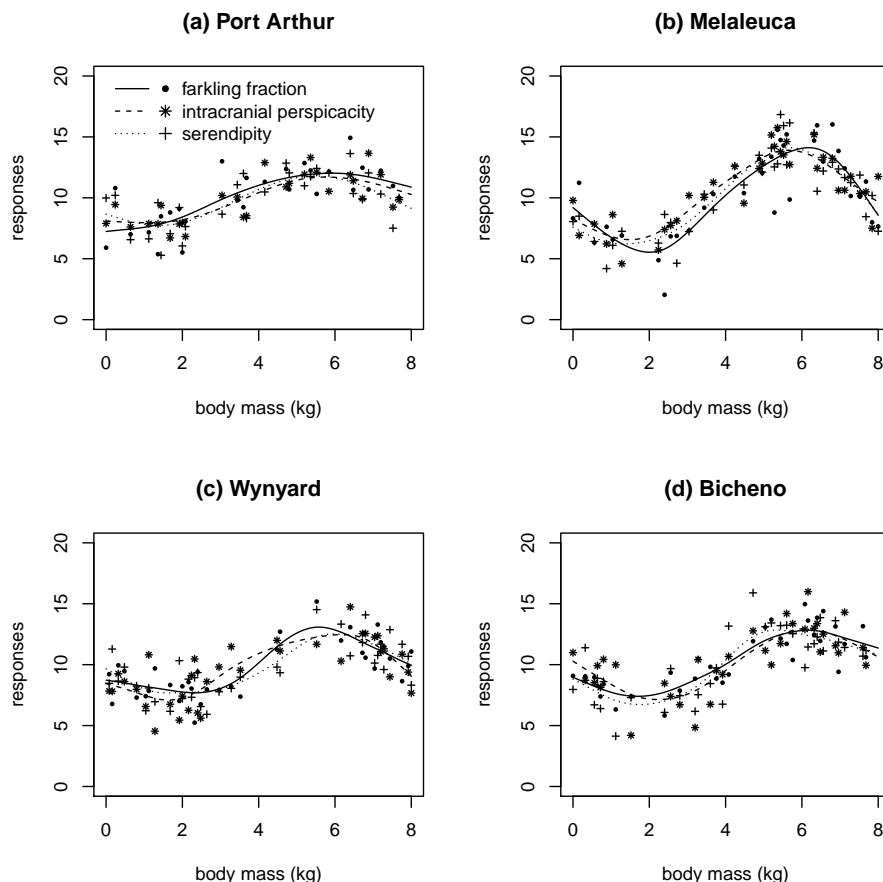 (a) Port Arthur
20
15
10
5
0
responses
farkling fraction
intracranial perspicacity
serendipity
0 2 4 6 8
body mass (kg)
(b) Melaleuca
20
15
10
5
0
responses
0 2 4 6 8
body mass (kg)
(c) Wynyard
20
15
10
5
0
responses
0 2 4 6 8
body mass (kg)
(d) Bicheno
20
15
10
5
0
responses
0 2 4 6 8
body mass (kg)